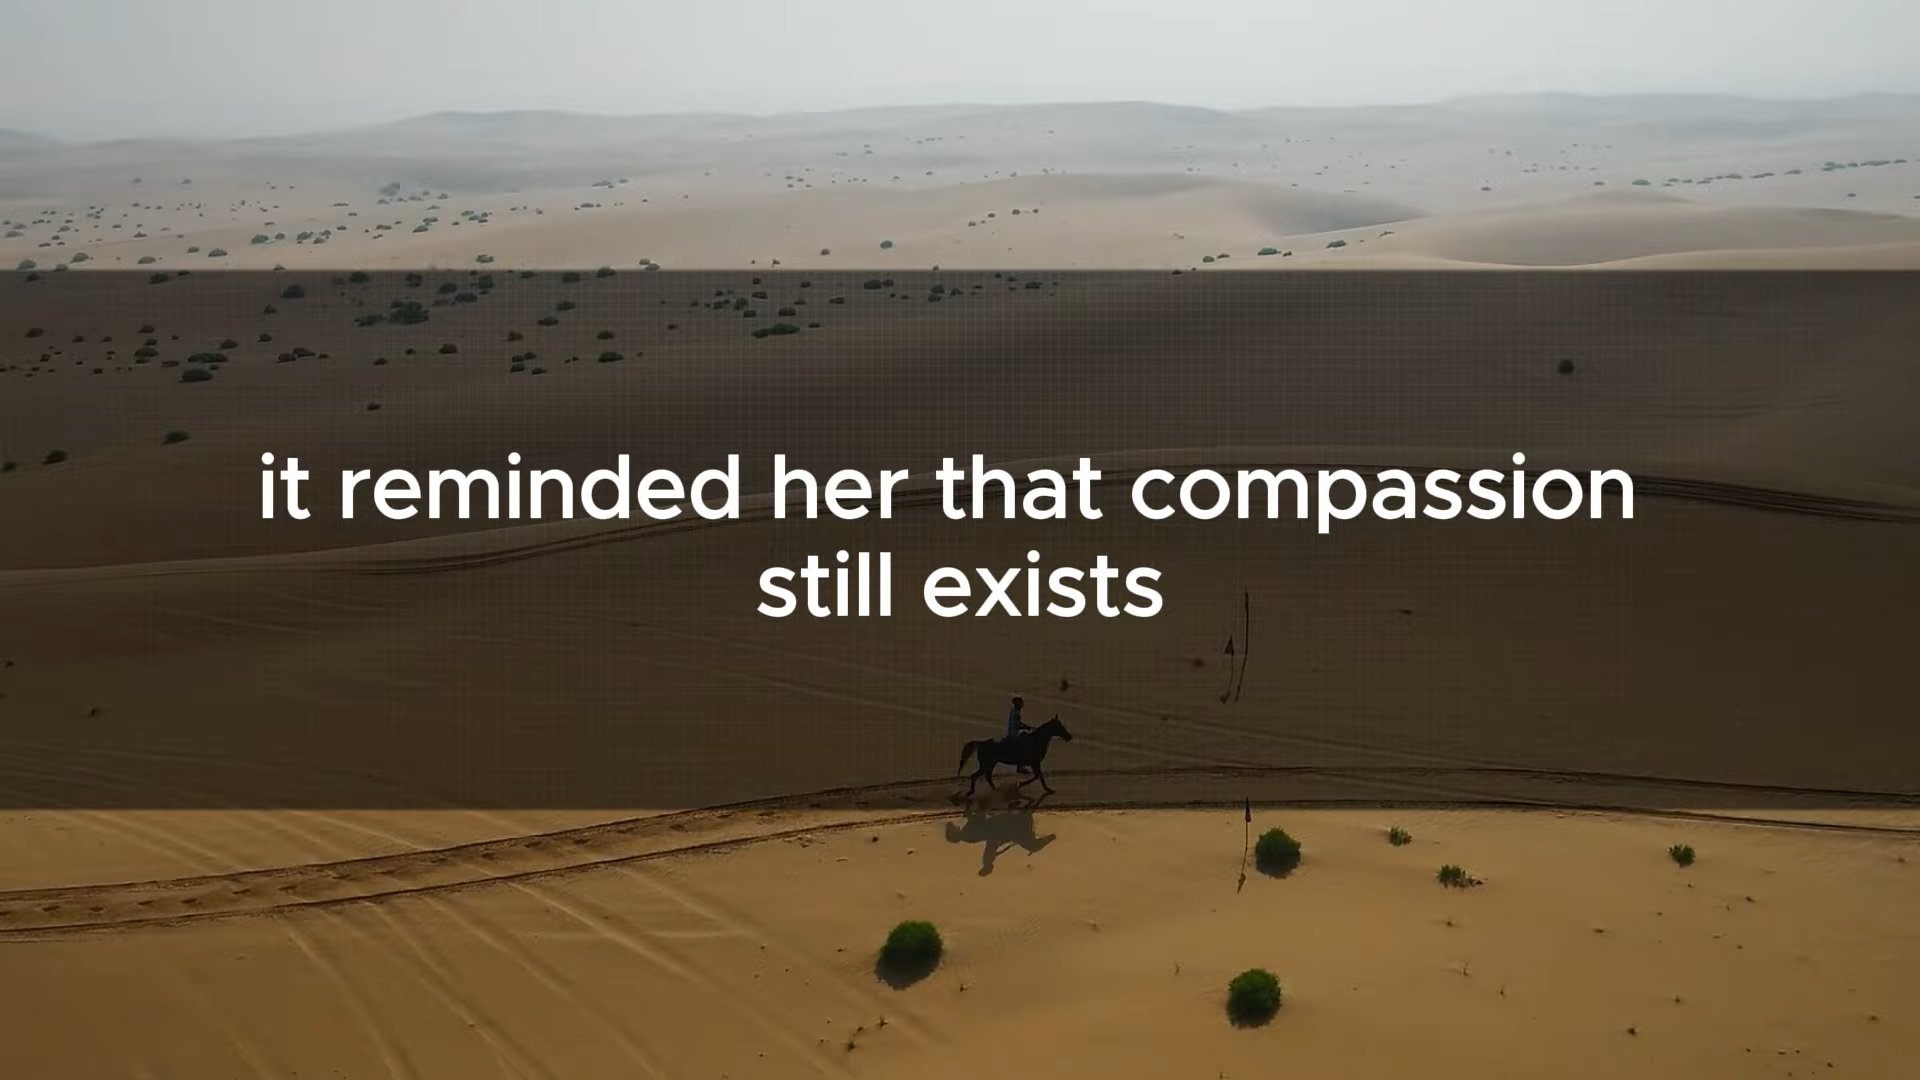 it reminded her that compassion
still exists